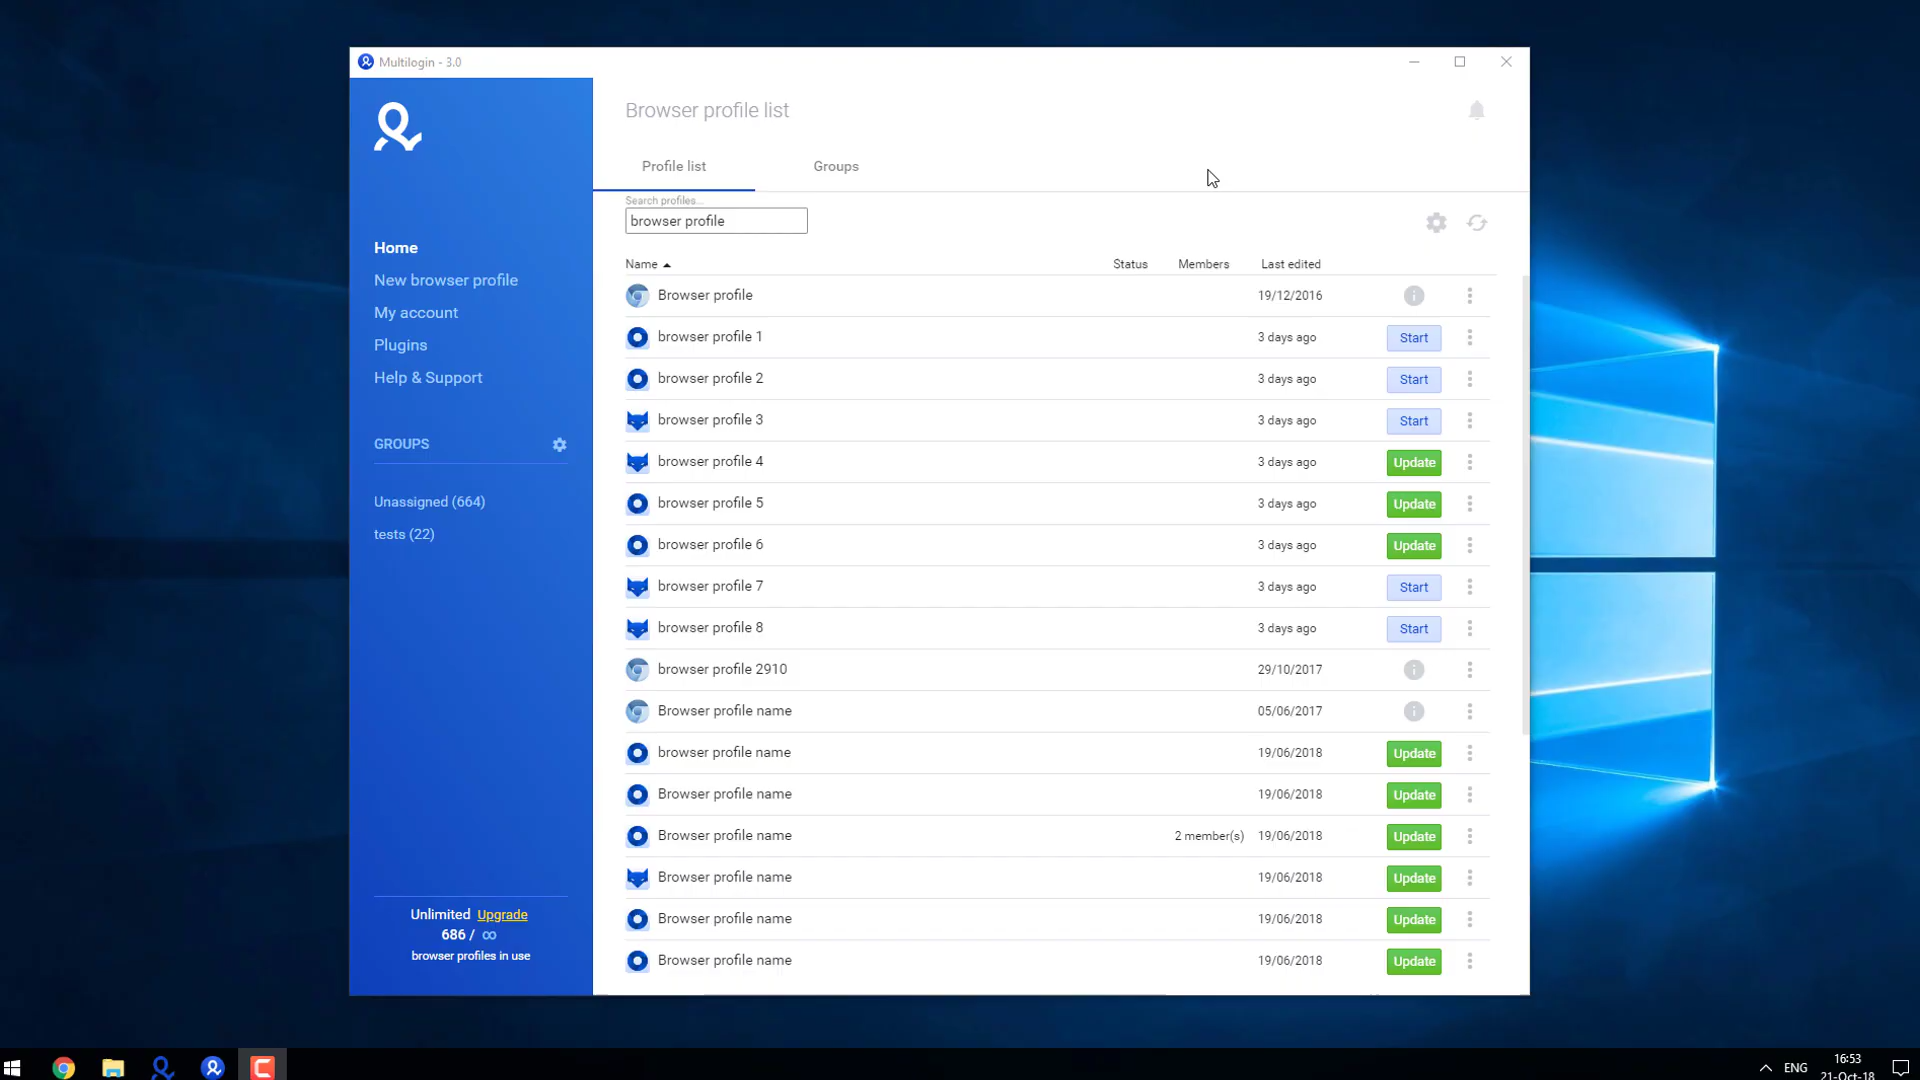 Multilogin - 3.0
Browser profile list
Profile list
Groups
Search profiles...
browser profile
Home
New browser profile
My account
Plugins
Help & Support
GROUPS
Unassigned (664)
tests (22)
Unlimited Upgrade
686 / ∞
browser profiles in use
Name Status Members Last edited
Browser profile 19/12/2016
browser profile 1 3 days ago Start
browser profile 2 3 days ago Start
browser profile 3 3 days ago Start
browser profile 4 3 days ago Update
browser profile 5 3 days ago Update
browser profile 6 3 days ago Update
browser profile 7 3 days ago Start
browser profile 8 3 days ago Start
browser profile 2910 29/10/2017
Browser profile name 05/06/2017
browser profile name 19/06/2018 Update
Browser profile name 19/06/2018 Update
Browser profile name 2 member(s) 19/06/2018 Update
Browser profile name 19/06/2018 Update
Browser profile name 19/06/2018 Update
Browser profile name 19/06/2018 Update
ENG
16:53
21-Oct-18